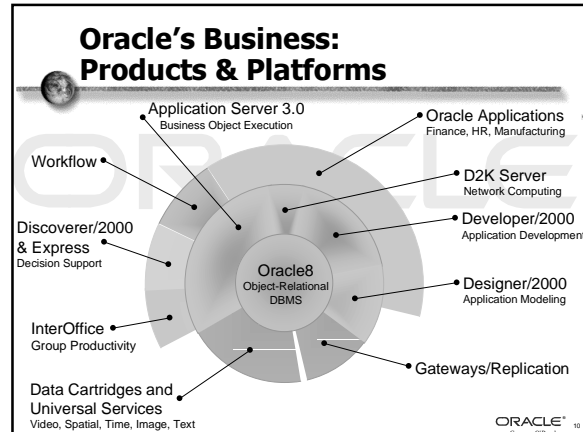 Oracle's Business:
Products & Platforms
Application Server 3.0
Business Object Execution
Oracle Applications
Finance, HR, Manufacturing
Workflow
D2K Server
Network Computing
Discoverer/2000
& Express
Decision Support
Developer/2000
Application Development
Oracle8
Object-Relational
DBMS
Designer/2000
Application Modeling
InterOffice
Group Productivity
Gateways/Replication
Data Cartridges and
Universal Services
Video, Spatial, Time, Image, Text
ORACLE®
10
ORACLE